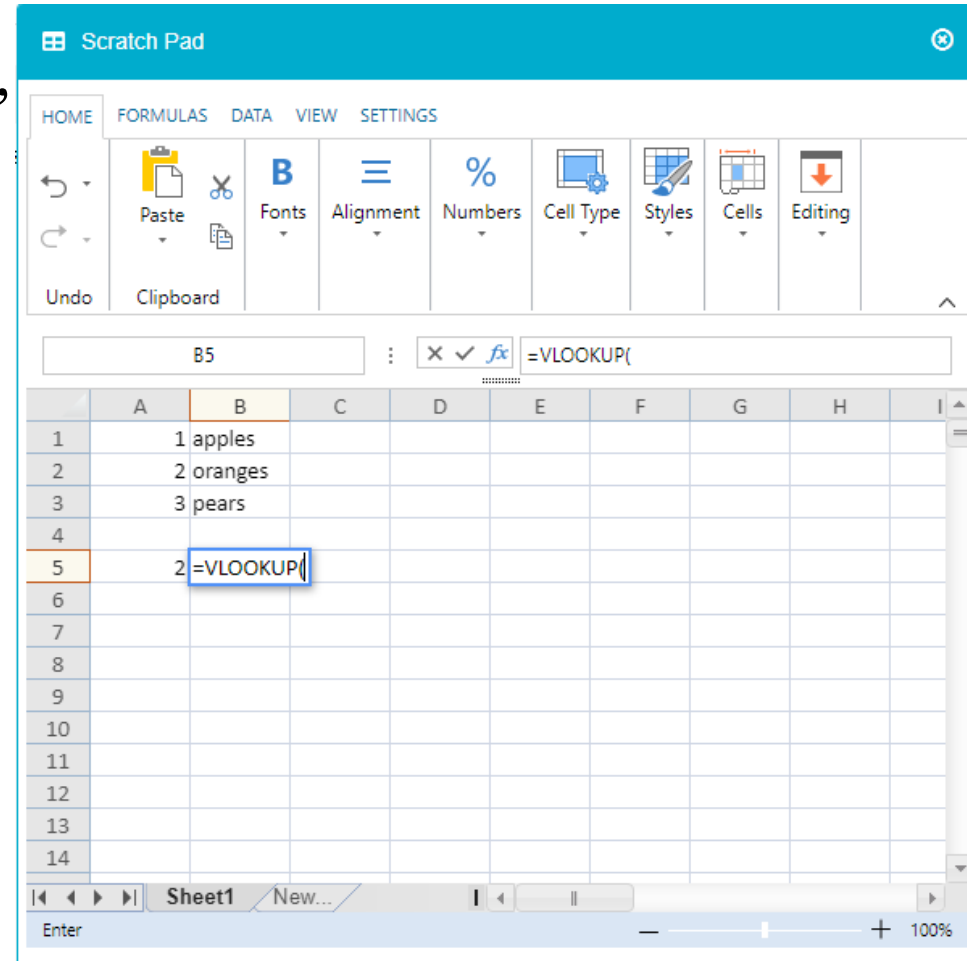 Scratch Pad
,
HOME FORMULAS DATA VIEW SETTINGS
B %
Paste Fonts Alignment Numbers Cell Type Styles Cells Editing
Undo Clipboard
B5 fx =VLOOKUP(
A B C D E F G H I
1 1 apples
2 2 oranges
3 3 pears
4
5 2 =VLOOKUP(
6
7
8
9
10
11
12
13
14
Sheet1 New...
Enter 100%